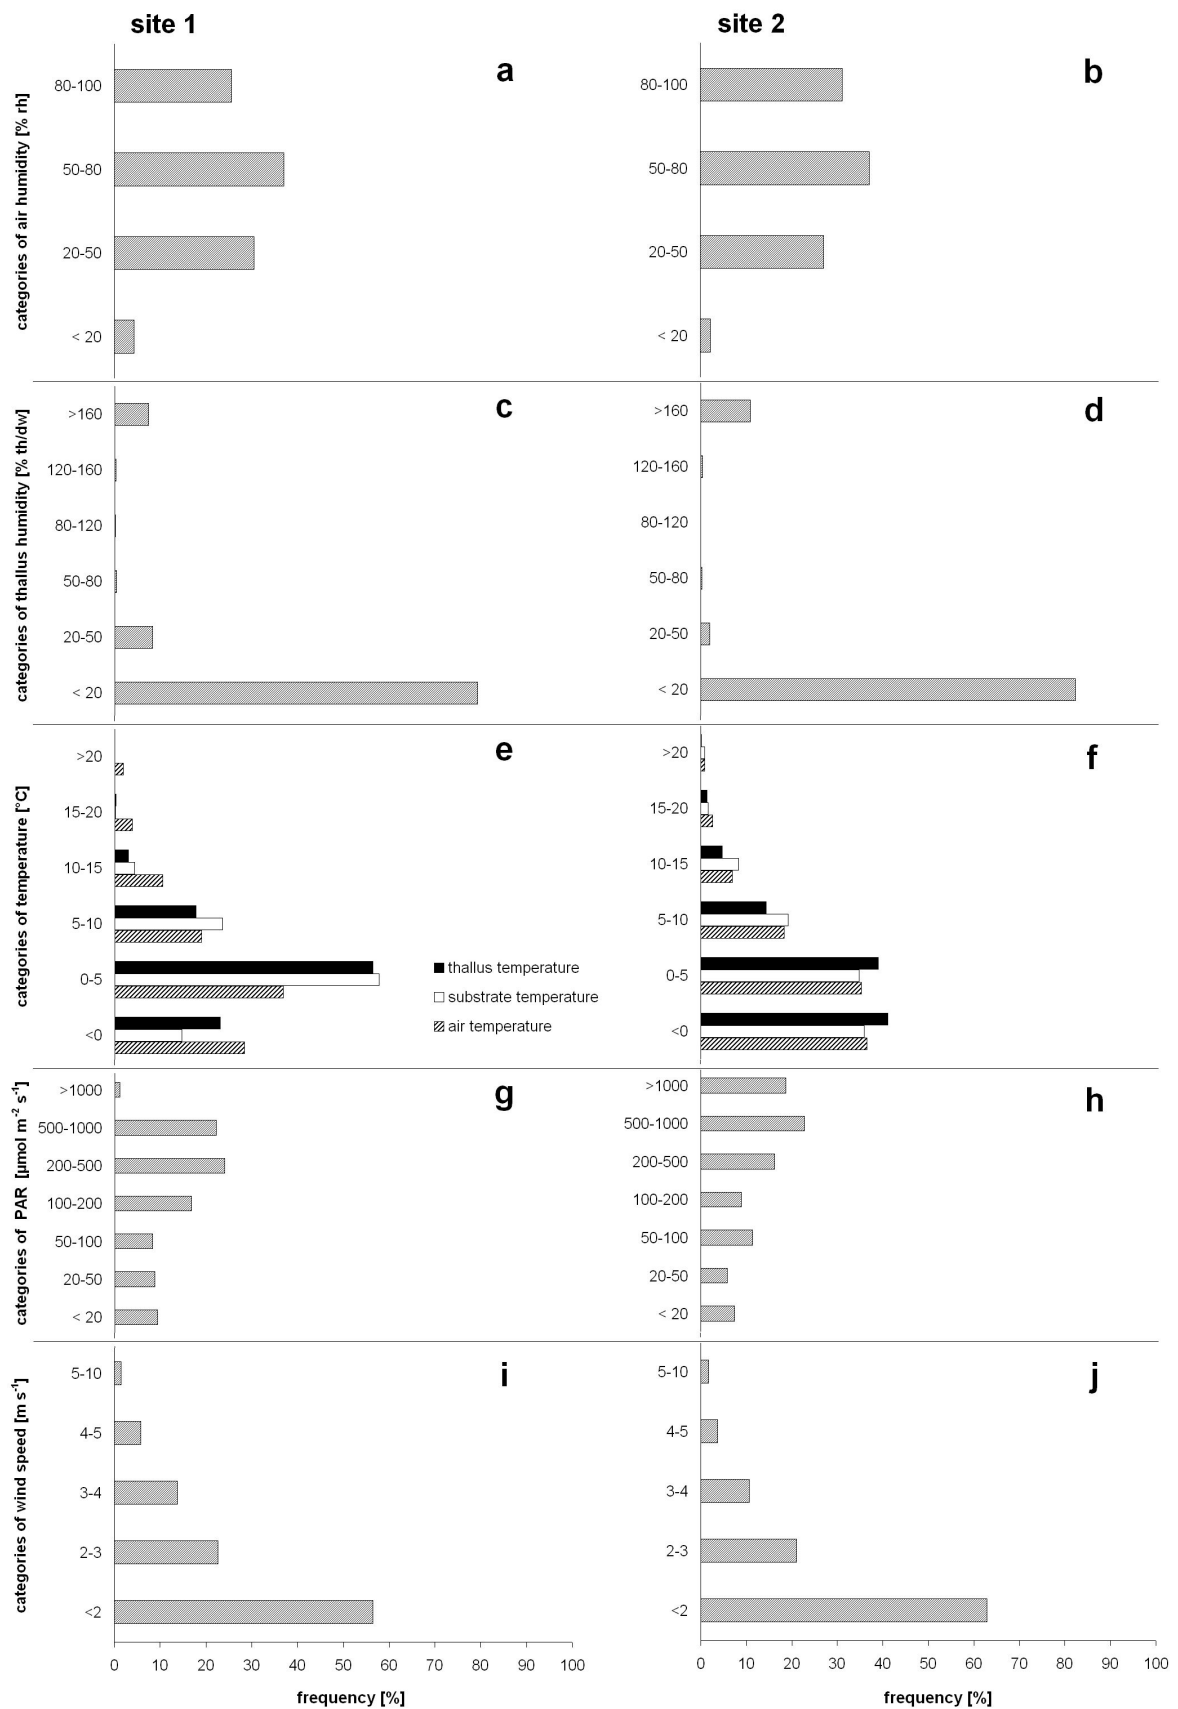 site 1
site 2
categories of air humidity [% rh]
80-100
50-80
20-50
< 20
a
80-100
50-80
20-50
< 20
b
categories of thallus humidity [% th/dw]
>160
120-160
80-120
50-80
20-50
< 20
c
>160
120-160
80-120
50-80
20-50
< 20
d
categories of temperature [°C]
>20
15-20
10-15
5-10
0-5
<0
e
thallus temperature
substrate temperature
air temperature
>20
15-20
10-15
5-10
0-5
<0
f
categories of PAR [µmol m-2 s-1]
>1000
500-1000
200-500
100-200
50-100
20-50
< 20
g
>1000
500-1000
200-500
100-200
50-100
20-50
< 20
h
categories of wind speed [m s-1]
5-10
4-5
3-4
2-3
<2
i
5-10
4-5
3-4
2-3
<2
j
0 10 20 30 40 50 60 70 80 90 100
frequency [%]
0 10 20 30 40 50 60 70 80 90 100
frequency [%]